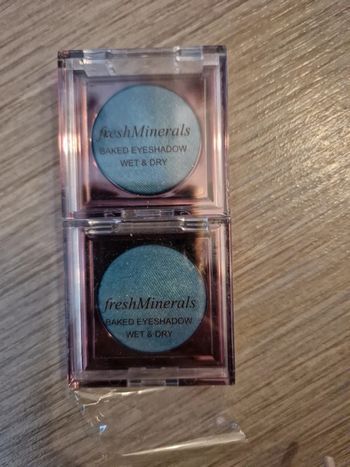 freshMinerals
BAKED EYESHADOW
WET & DRY
freshMinerals
BAKED EYESHADOW
WET & DRY